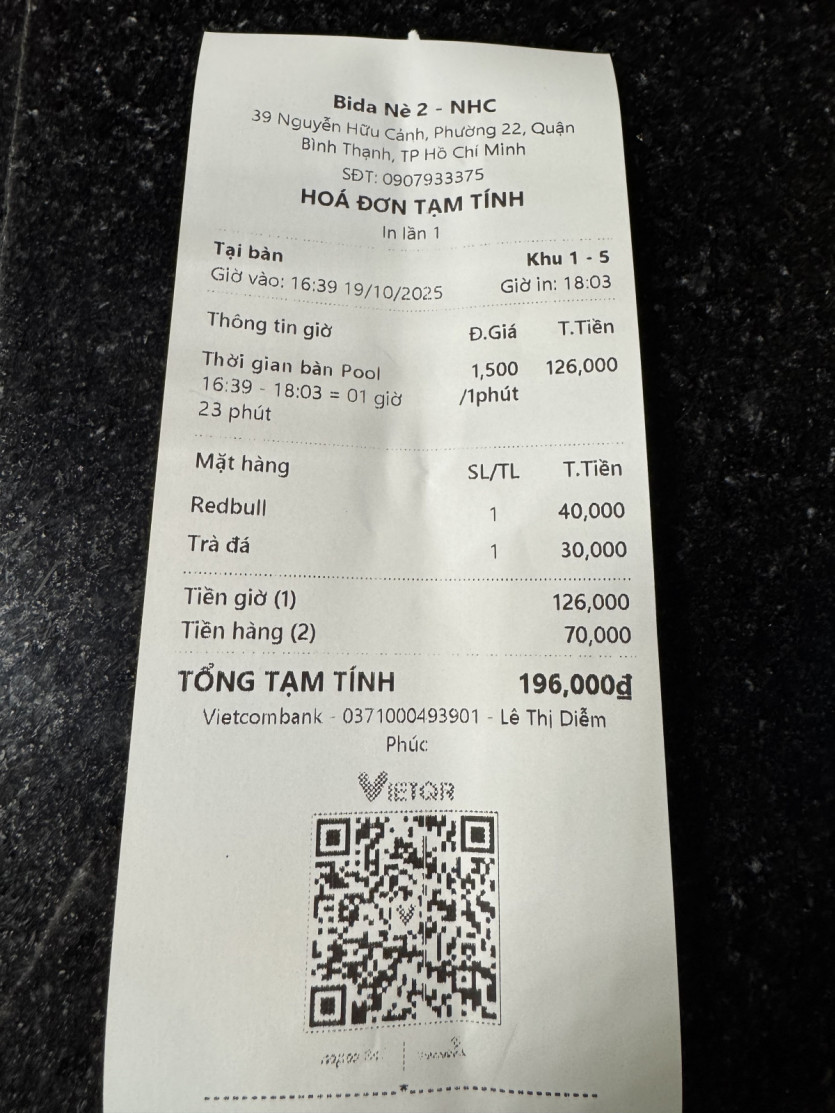 Bida Nè 2 - NHC
39 Nguyễn Hữu Cảnh, Phường 22, Quận
Bình Thạnh, TP Hồ Chí Minh
SĐT: 0907933375
HOÁ ĐƠN TẠM TÍNH
In lần 1
Tại bàn Khu 1 - 5
Giờ vào: 16:39 19/10/2025 Giờ in: 18:03
Thông tin giờ Đ.Giá T.Tiền
Thời gian bàn Pool 1,500 126,000
16:39 - 18:03 = 01 giờ /1phút
23 phút
Mặt hàng SL/TL T.Tiền
Redbull 1 40,000
Trà đá 1 30,000
Tiền giờ (1) 126,000
Tiền hàng (2) 70,000
TỔNG TẠM TÍNH 196,000₫
Vietcombank - 0371000493901 - Lê Thị Diễm
Phúc
VIETQR